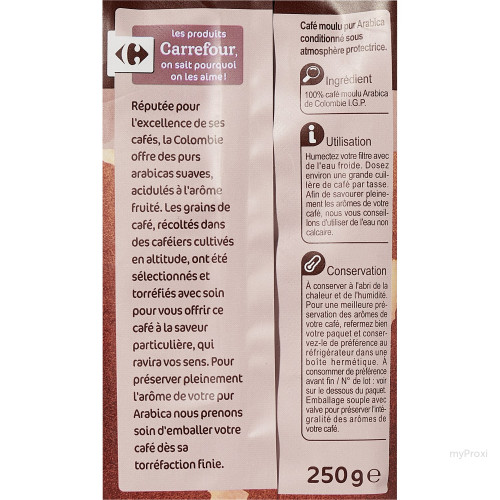 les produits
Carrefour,
on sait pourquoi
on les aime!
Réputée pour
l'excellence de ses
cafés, la Colombie
offre des purs
arabicas suaves,
acidulés à l'arôme
fruité. Les grains de
café, récoltés dans
des caféiers cultivés
en altitude, ont été
sélectionnés et
torréfiés avec soin
pour vous offrir ce
café à la saveur
particulière, qui
ravira vos sens. Pour
préserver pleinement
l'arôme de votre pur
Arabica nous prenons
soin d'emballer votre
café dès sa
torréfaction finie.
Café moulu pur Arabica
conditionné sous
atmosphère protectrice.
Ingrédient
100% café moulu Arabica
de Colombie I.G.P.
Utilisation
Humectez votre filtre avec
de l'eau froide. Dosez
environ une grande cuil-
lère de café par tasse.
Afin de savourer pleine-
ment les arômes de votre
café, nous vous conseil-
lons d'utiliser de l'eau non
calcaire.
Conservation
À conserver à l'abri de la
chaleur et de l'humidité.
Pour une meilleure pré-
servation des arômes de
votre café, refermez bien
votre paquet et conser-
vez-le de préférence au
réfrigérateur dans une
boîte hermétique. À
consommer de préférence
avant fin / N° de lot : voir
sur le dessous du paquet.
Emballage souple avec
valve pour préserver l'inté-
gralité des arômes de
votre café.
250g e
myProxi